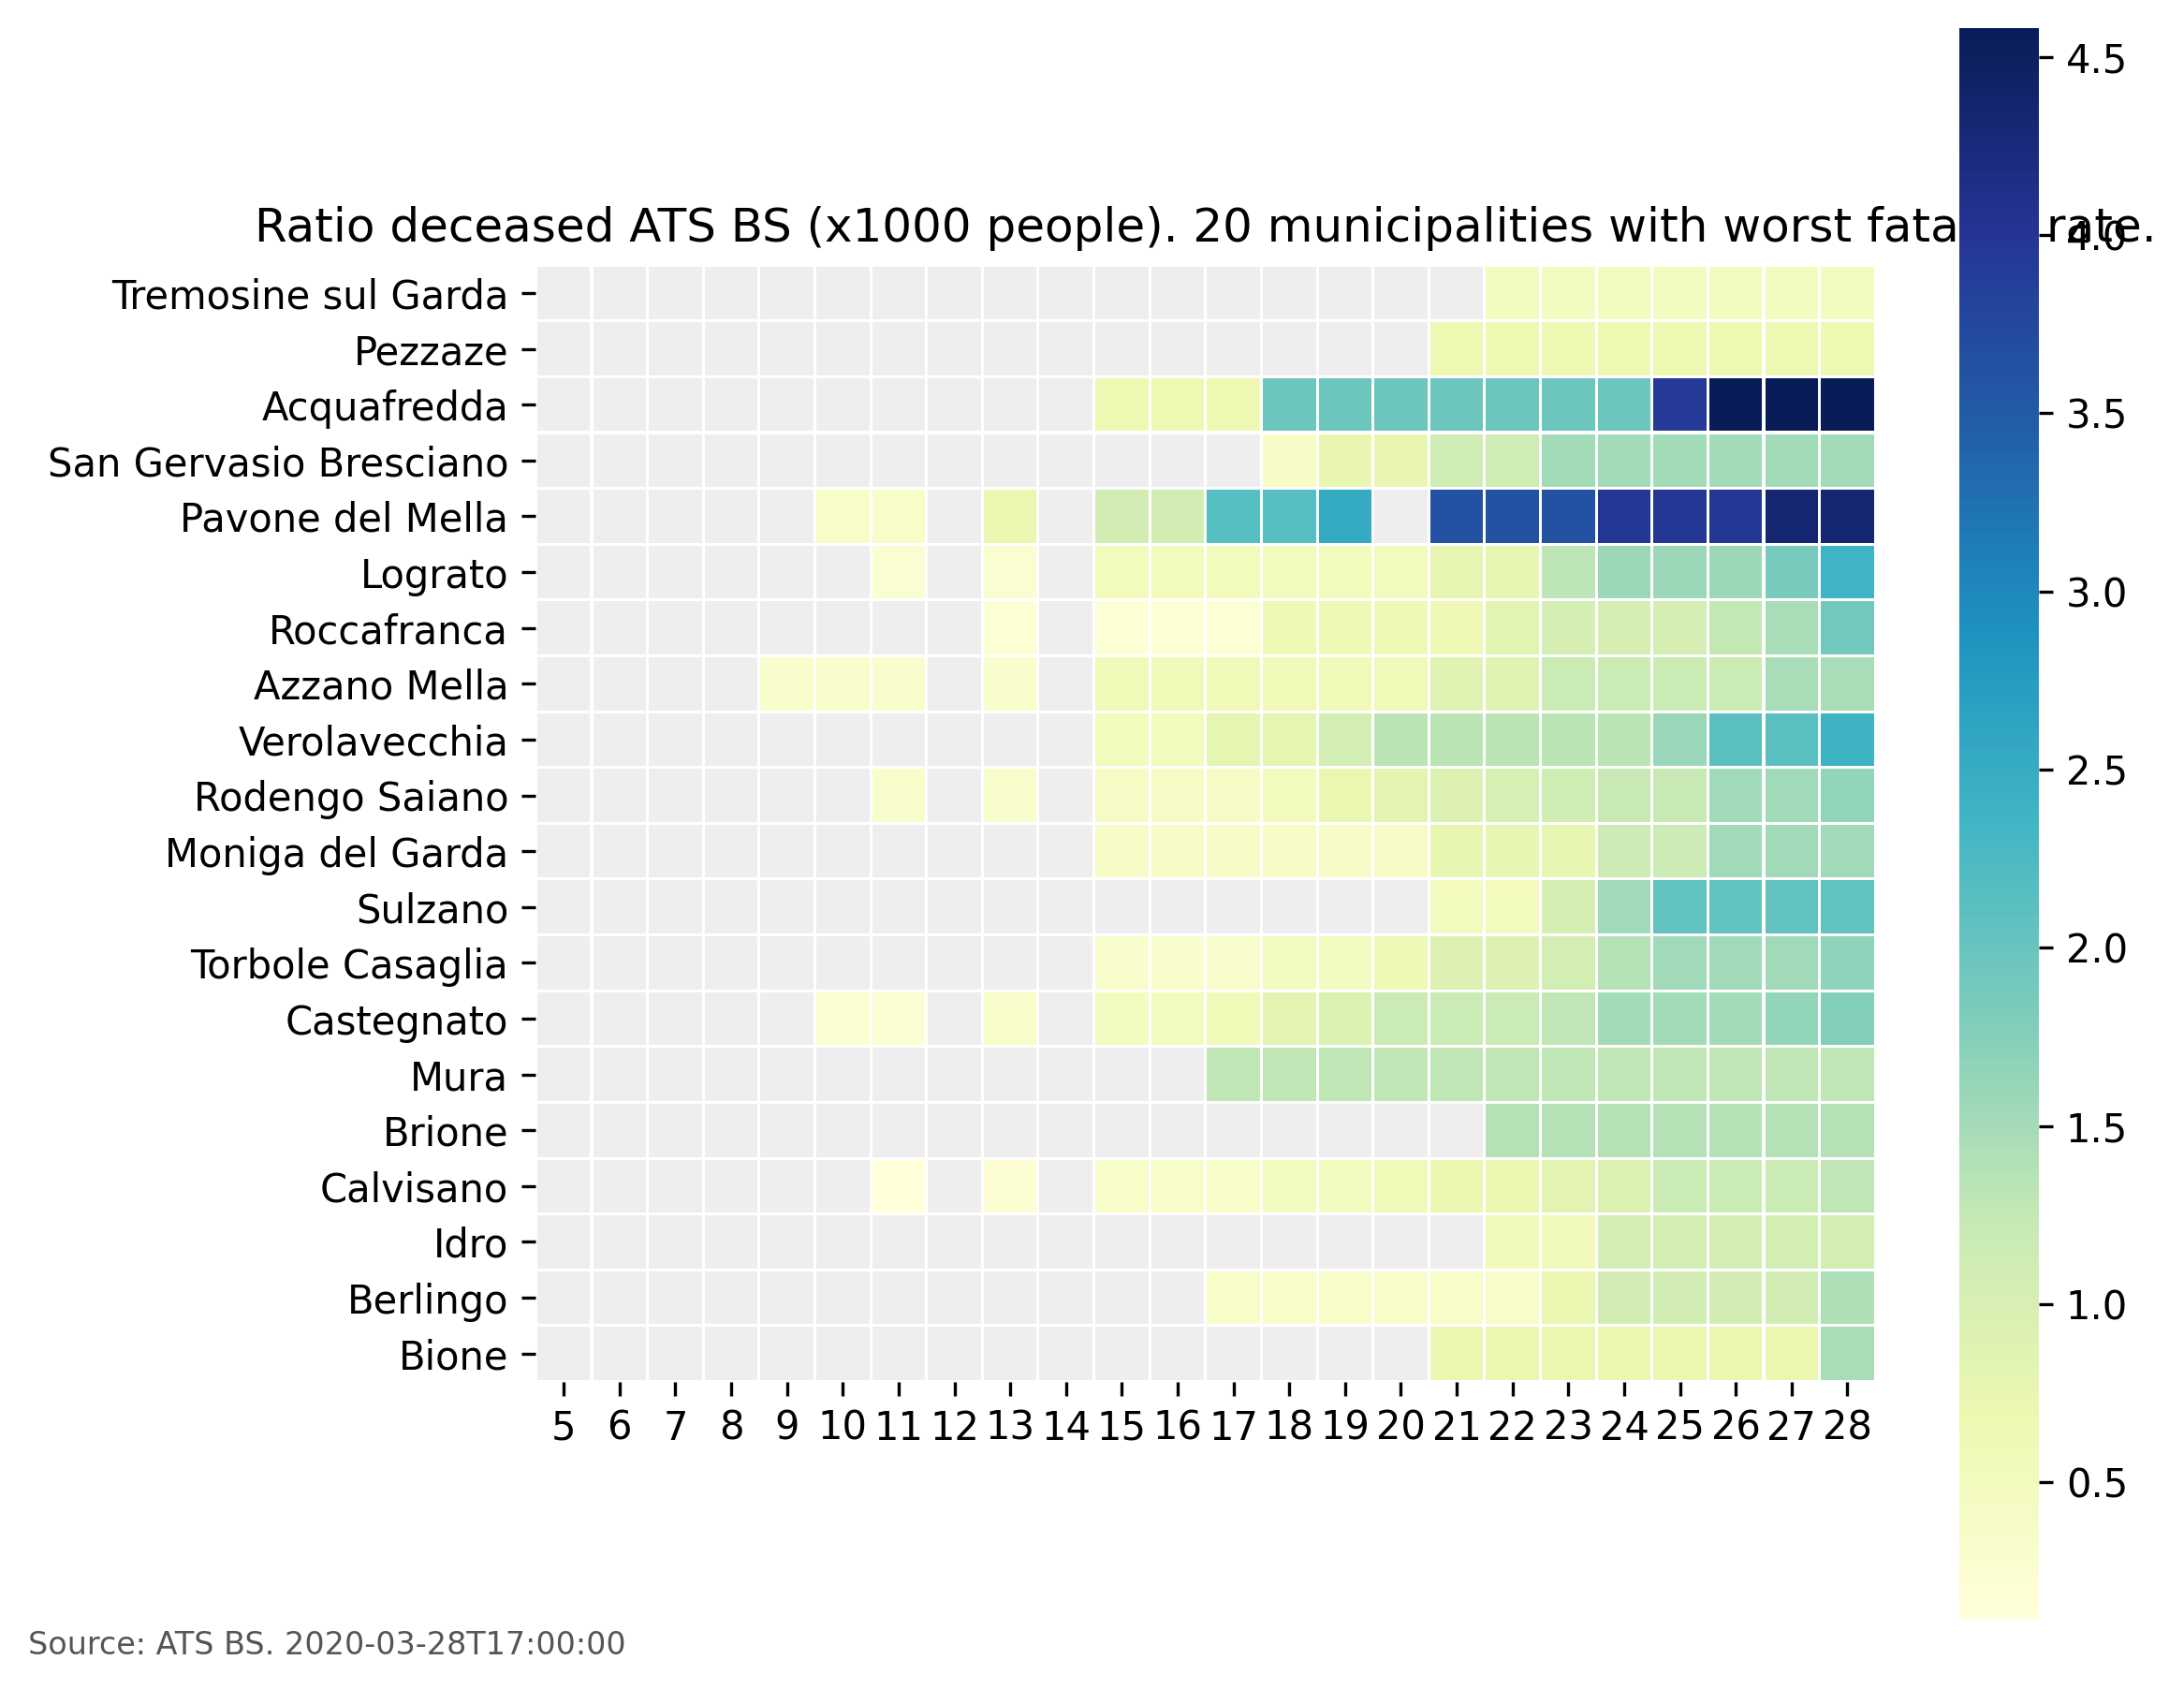 Ratio deceased ATS BS (x1000 people). 20 municipalities with worst rate.
4.5
4.0
3.5
3.0
2.5
2.0
1.5
1.0
0.5
Tremosine sul Garda
Pezzaze
Acquafredda
San Gervasio Bresciano
Pavone del Mella
Lograto
Roccafranca
Azzano Mella
Verolavecchia
Rodengo Saiano
Moniga del Garda
Sulzano
Torbole Casaglia
Castegnato
Mura
Brione
Calvisano
Idro
Berlingo
Bione
5 6 7 8 9 10 11 12 13 14 15 16 17 18 19 20 21 22 23 24 25 26 27 28
Source: ATS BS. 2020-03-28T17:00:00